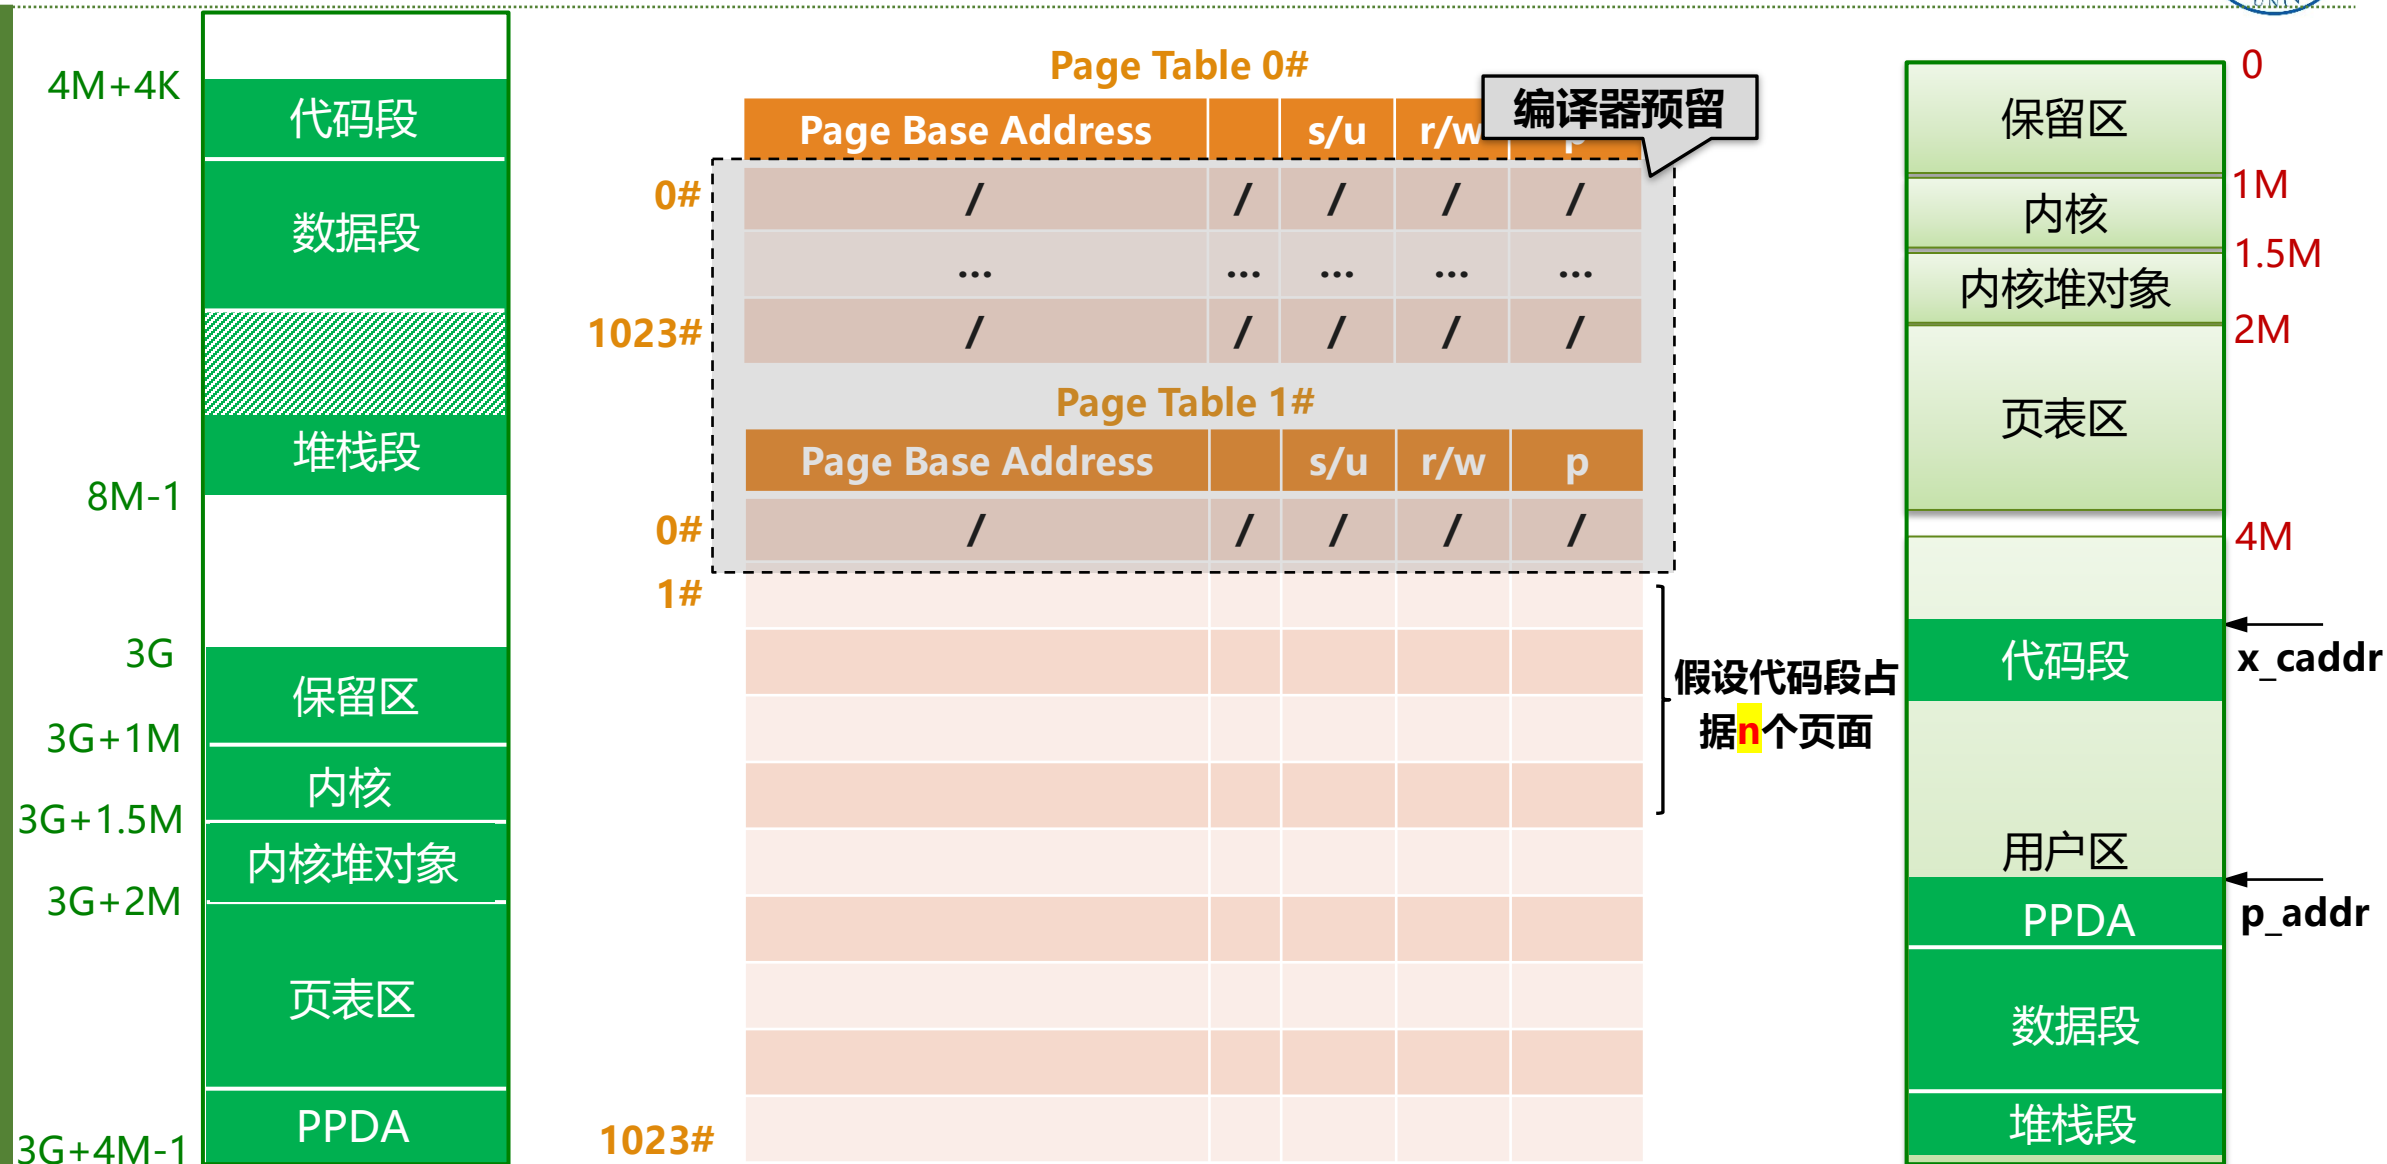 4M+4K
代码段
数据段
堆栈段
8M-1
3G
保留区
3G+1M
内核
3G+1.5M
内核堆对象
3G+2M
页表区
PPDA
3G+4M-1
Page Table 0#
编译器预留
Page Base Address s/u r/w p
0# / / / / /
... ... ... ... ...
1023# / / / / /
Page Table 1#
Page Base Address s/u r/w p
0# / / / / /
1#
1023#
假设代码段占
据n个页面
0
保留区
1M
内核
1.5M
内核堆对象
2M
页表区
4M
x_caddr
代码段
用户区
p_addr
PPDA
数据段
堆栈段